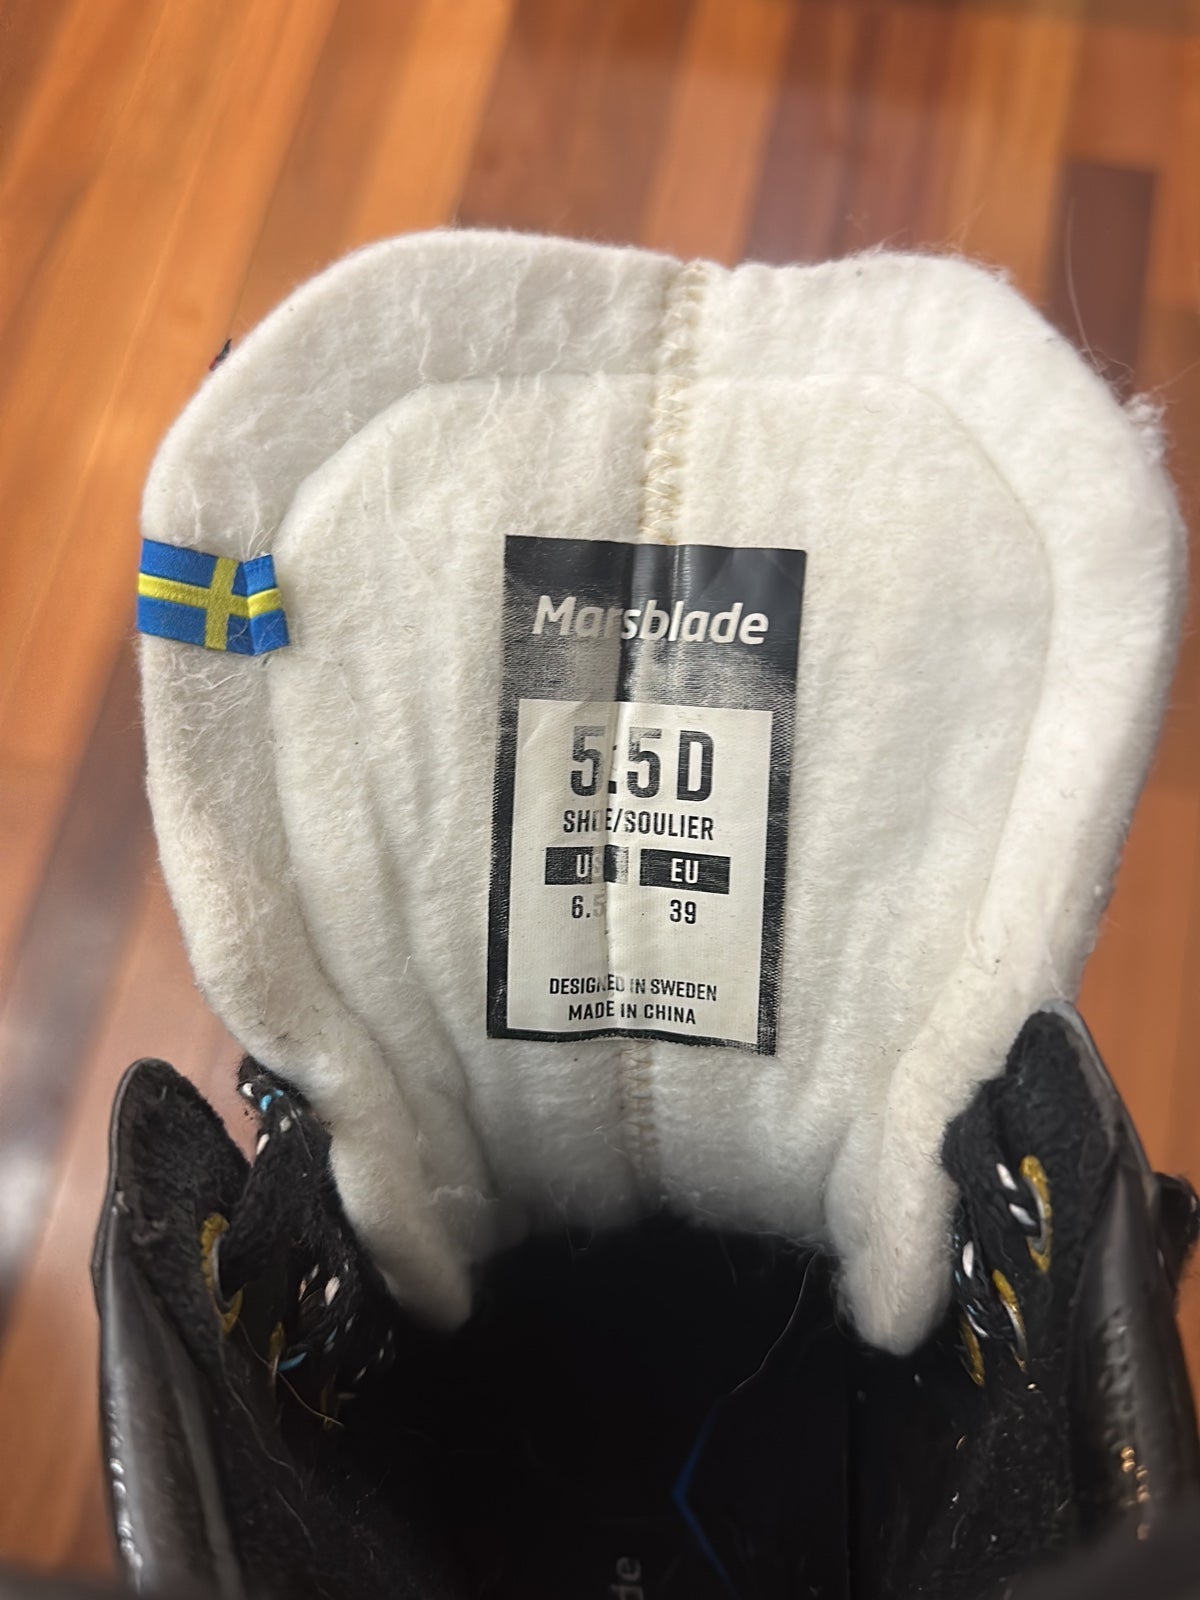 Marsblade
5.5 D
SHOE/SOULIER
US EU
6.5 39
DESIGNED IN SWEDEN
MADE IN CHINA